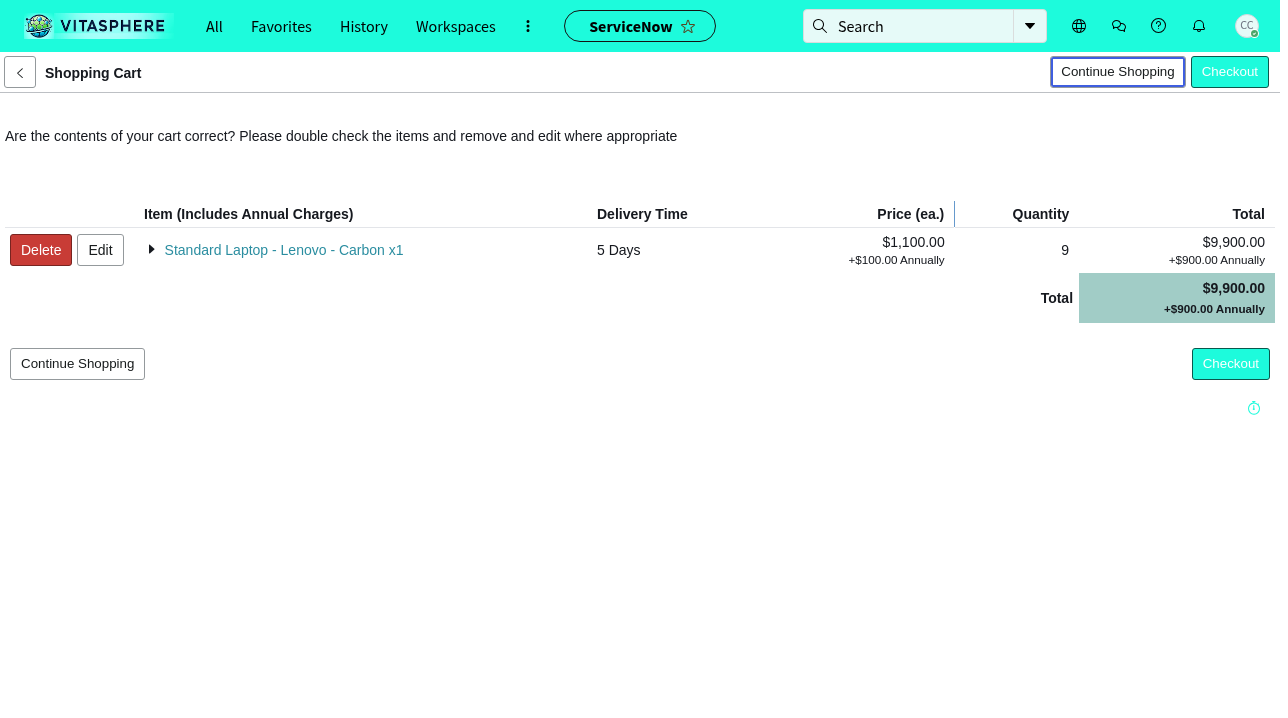 VITASPHERE All Favorites History Workspaces ServiceNow Search CC
Shopping Cart Continue Shopping Checkout
Are the contents of your cart correct? Please double check the items and remove and edit where appropriate
Item (Includes Annual Charges) Delivery Time Price (ea.) Quantity Total
Delete Edit Standard Laptop - Lenovo - Carbon x1 5 Days $1,100.00 9 $9,900.00
+$100.00 Annually +$900.00 Annually
Total $9,900.00
+$900.00 Annually
Continue Shopping Checkout